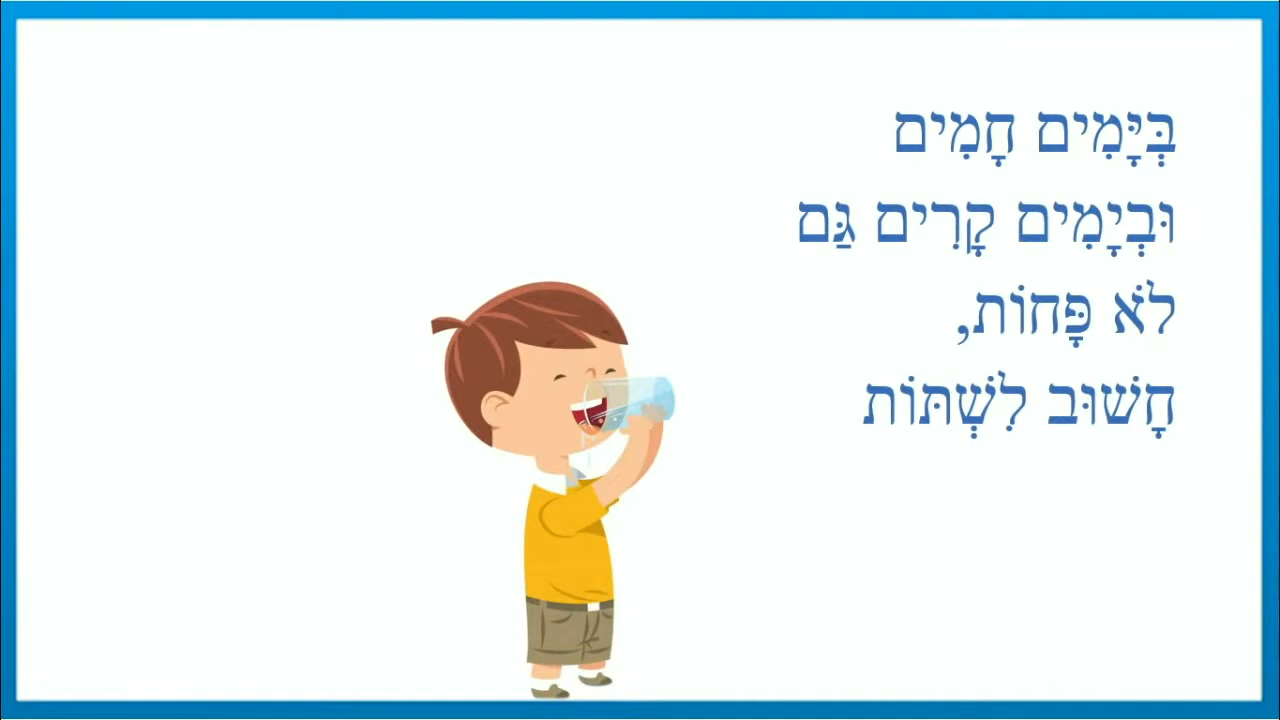 בְּיָּמִים חָמִים
וּבְיָמִים קָרִים גַּם
לֹא פָּחוֹת,
חָשׁוּב לִשְׁתּוֹת